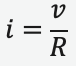 i = v/R